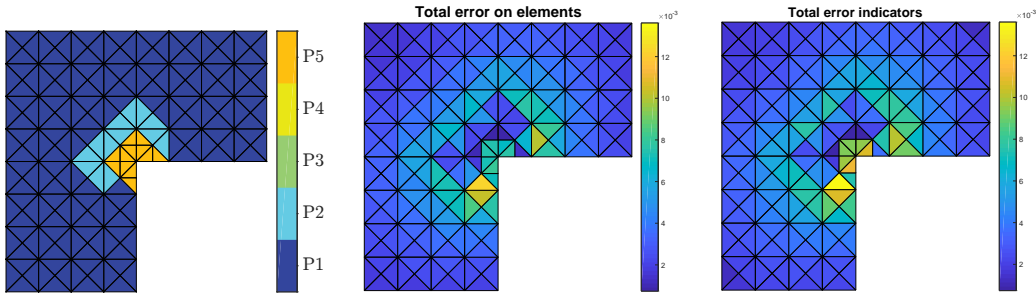 P5
P4
P3
P2
P1
Total error on elements
×10⁻³
12
10
8
6
4
2
Total error indicators
×10⁻³
12
10
8
6
4
2